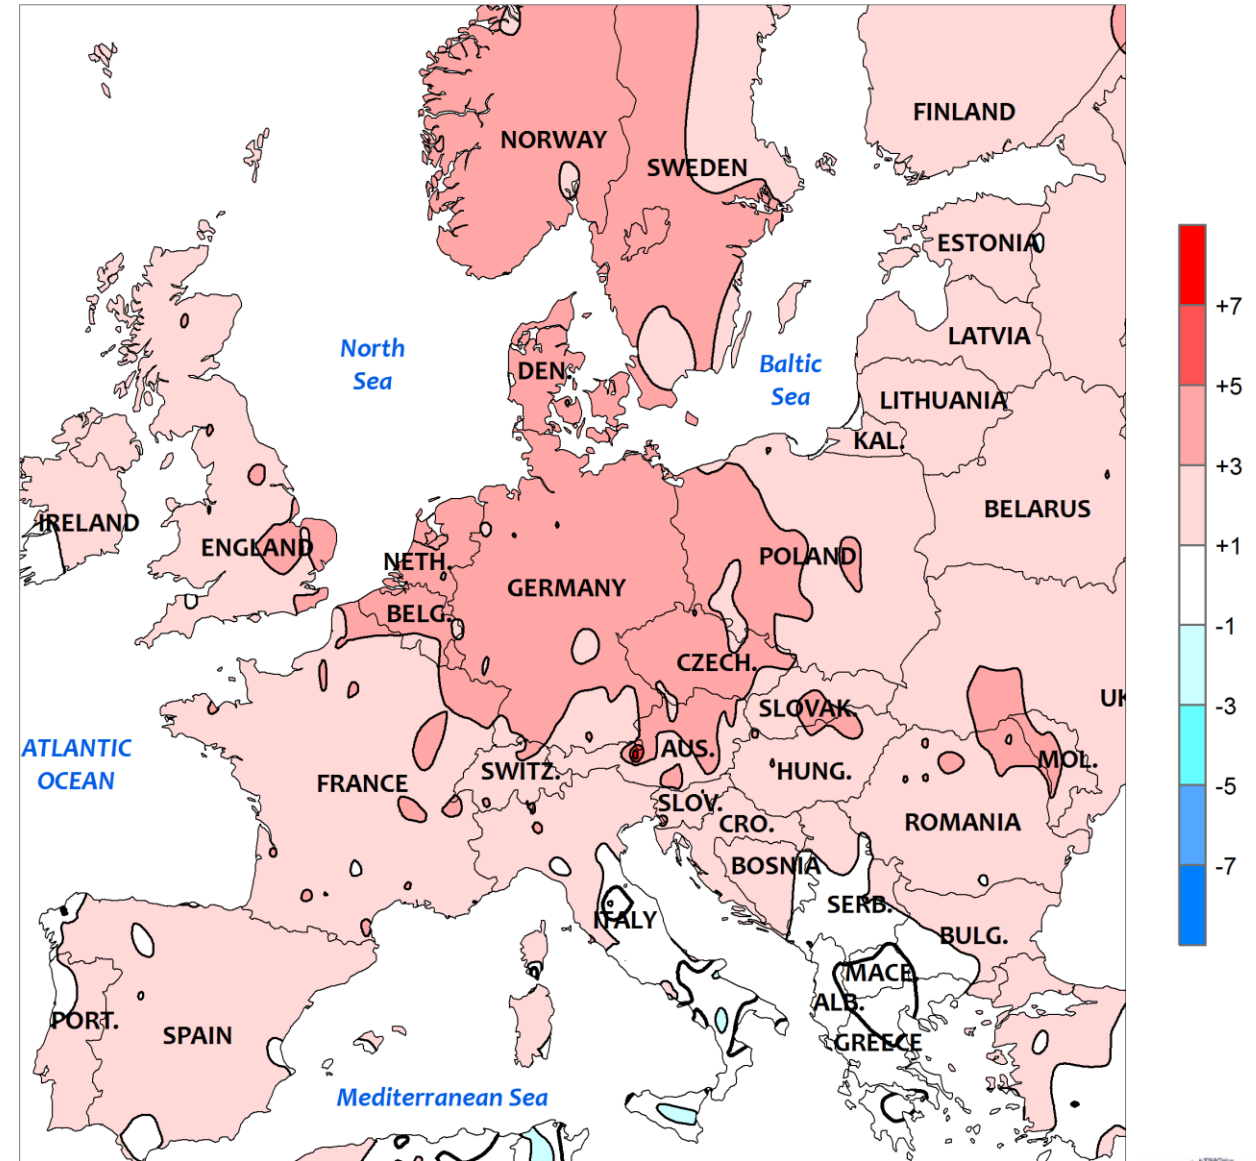 FINLAND
NORWAY
SWEDEN
ESTONIA
North
Sea
LATVIA
Baltic
Sea
DEN.
LITHUANIA
KAL.
IRELAND
BELARUS
ENGLAND
NETH.
POLAND
GERMANY
BELG.
CZECH.
UK
SLOVAK.
ATLANTIC
OCEAN
AUS.
MOL.
SWITZ.
HUNG.
FRANCE
SLOV.
CRO.
ROMANIA
BOSNIA
SERB.
ITALY
BULG.
MACE.
ALB.
PORT.
SPAIN
GREECE
Mediterranean Sea
+7
+5
+3
+1
-1
-3
-5
-7